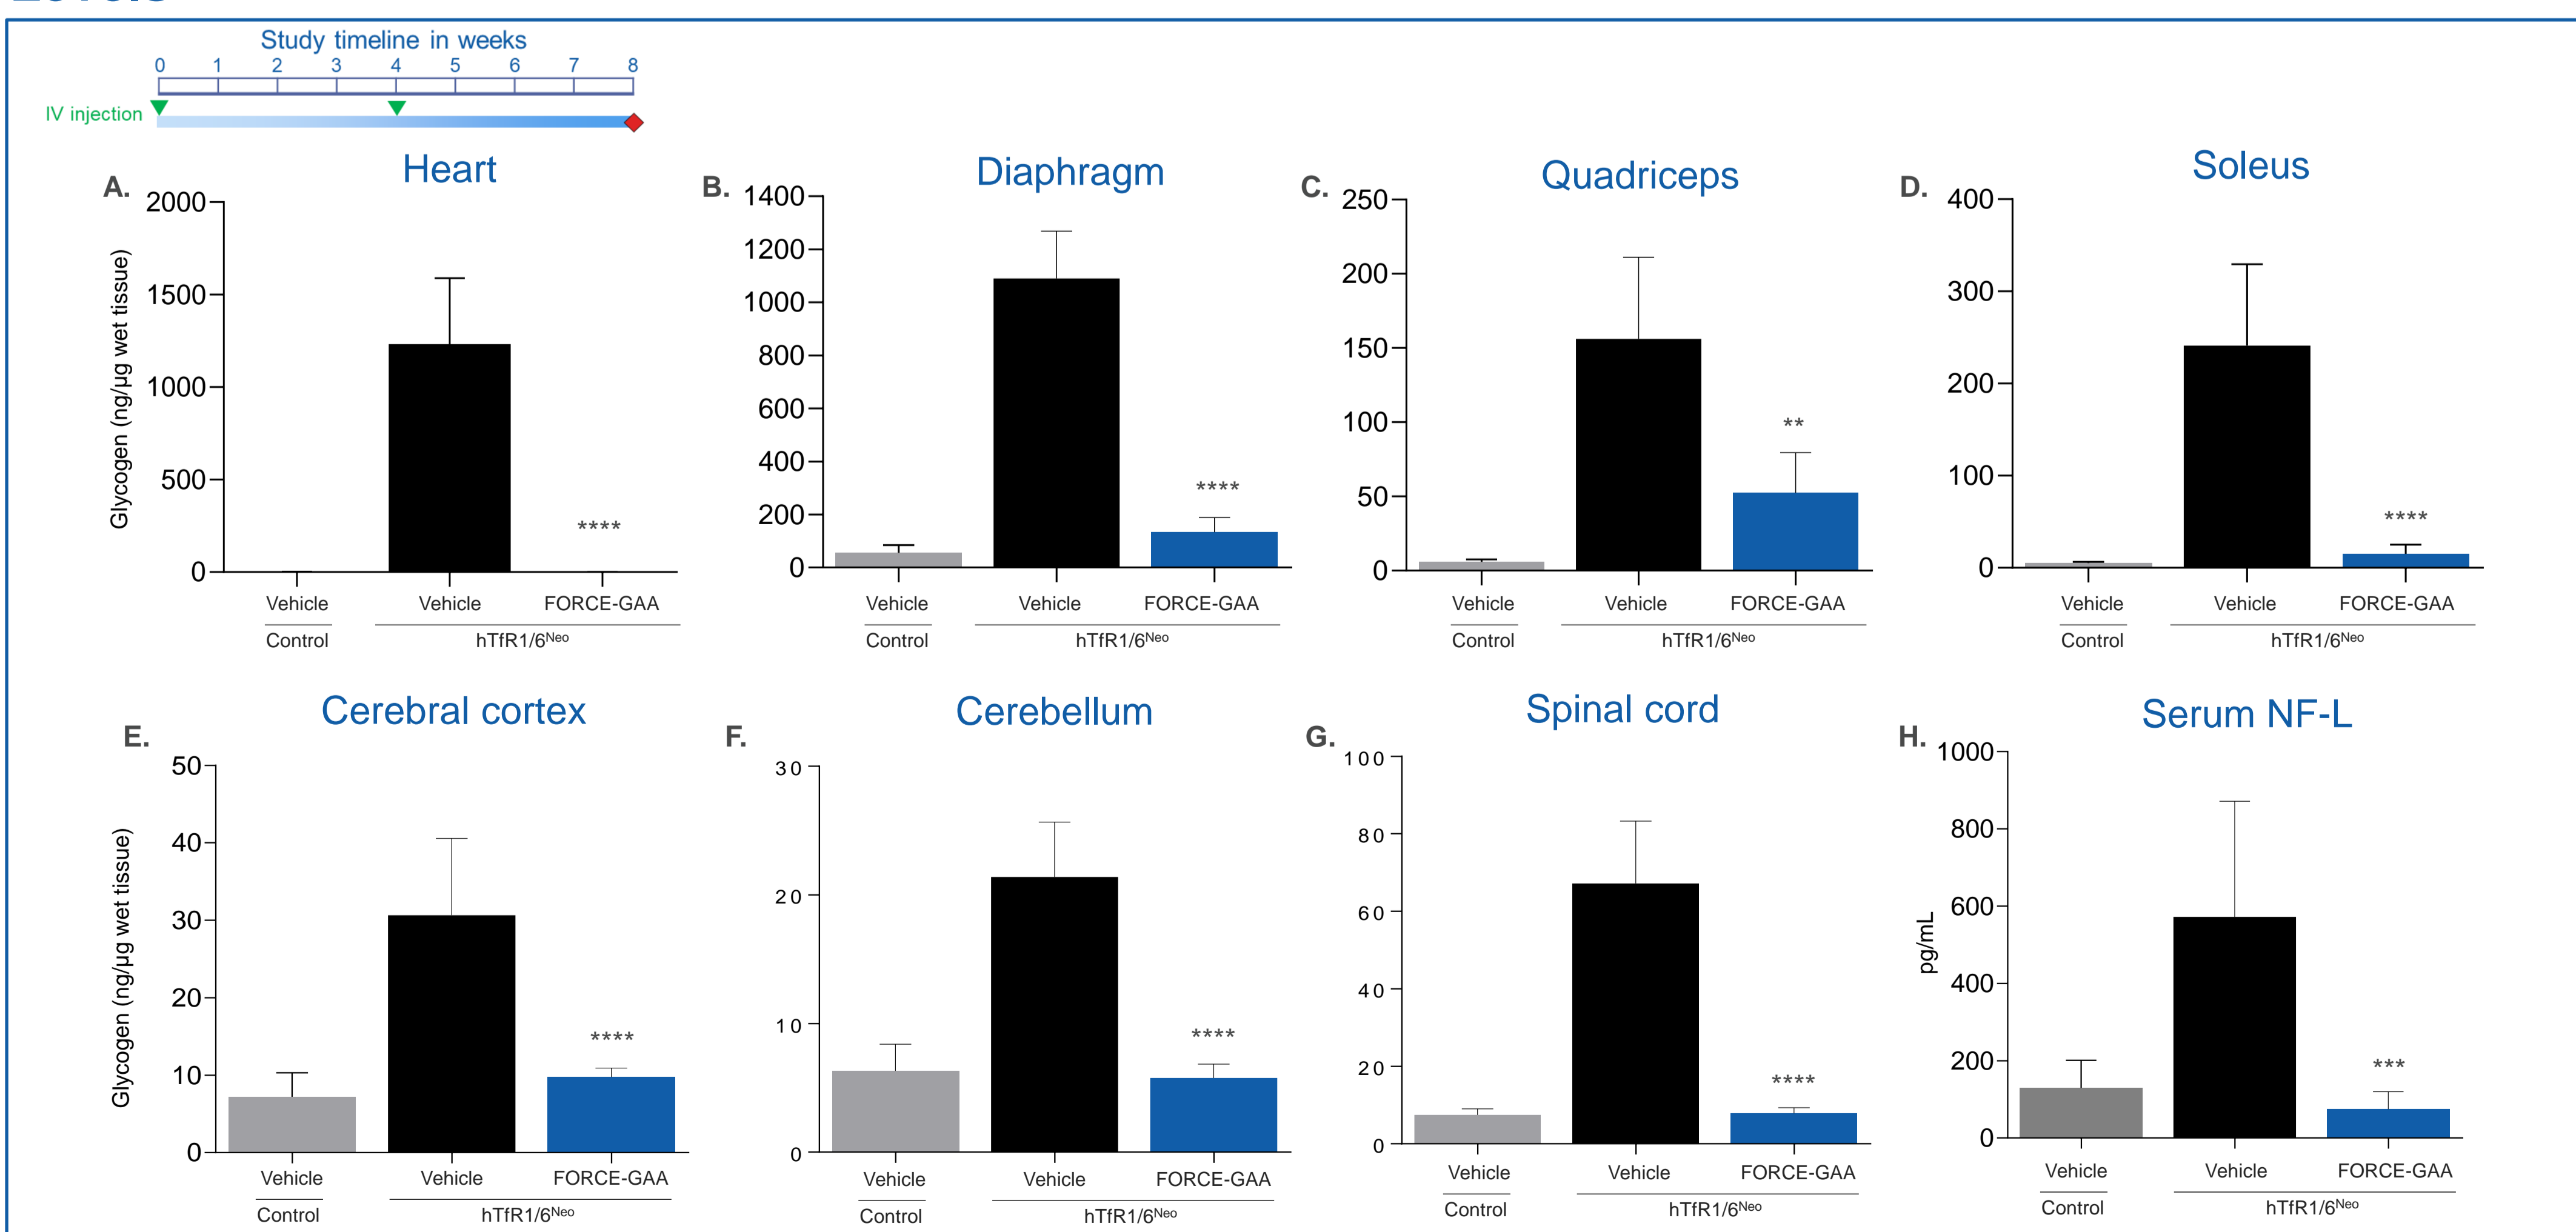 Study timeline in weeks
0 1 2 3 4 5 6 7 8
IV injection
A.
Heart
Glycogen (ng/µg wet tissue)
2000
1500
1000
500
0
****
Vehicle Vehicle FORCE-GAA
Control hTfR1/6Neo
B.
Diaphragm
1400
1200
1000
800
600
400
200
0
****
Vehicle Vehicle FORCE-GAA
Control hTfR1/6Neo
C.
Quadriceps
250
200
150
100
50
0
**
Vehicle Vehicle FORCE-GAA
Control hTfR1/6Neo
D.
Soleus
400
300
200
100
0
****
Vehicle Vehicle FORCE-GAA
Control hTfR1/6Neo
E.
Cerebral cortex
Glycogen (ng/µg wet tissue)
50
40
30
20
10
0
****
Vehicle Vehicle FORCE-GAA
Control hTfR1/6Neo
F.
Cerebellum
30
20
10
0
****
Vehicle Vehicle FORCE-GAA
Control hTfR1/6Neo
G.
Spinal cord
100
80
60
40
20
0
****
Vehicle Vehicle FORCE-GAA
Control hTfR1/6Neo
H.
Serum NF-L
pg/mL
1000
800
600
400
200
0
***
Vehicle Vehicle FORCE-GAA
Control hTfR1/6Neo